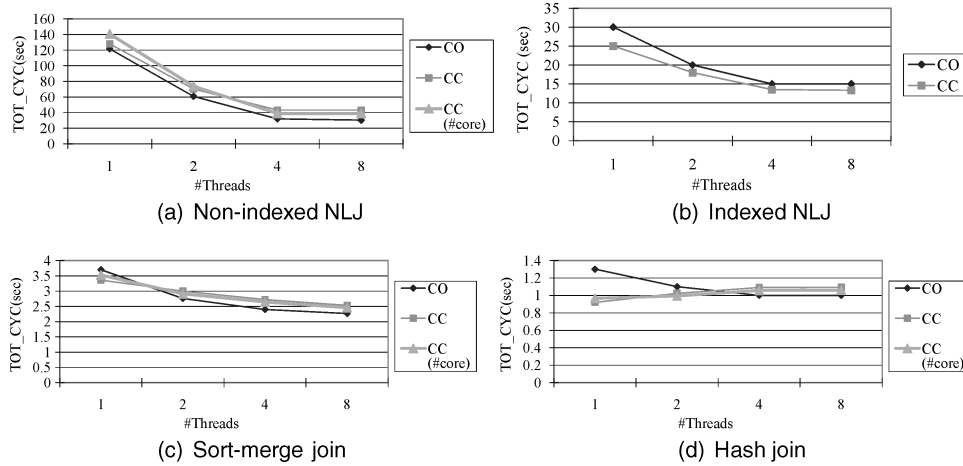 TOT_CYC(sec)
160
140
120
100
80
60
40
20
0
1 2 4 8
#Threads
CO
CC
CC
(#core)
(a) Non-indexed NLJ
TOT_CYC (sec)
35
30
25
20
15
10
5
0
1 2 4 8
#Threads
CO
CC
(b) Indexed NLJ
TOT_CYC(sec)
4
3.5
3
2.5
2
1.5
1
0.5
0
1 2 4 8
#Threads
CO
CC
CC
(#core)
(c) Sort-merge join
TOT_CYC(sec)
1.4
1.2
1
0.8
0.6
0.4
0.2
0
1 2 4 8
#Threads
CO
CC
CC
(#core)
(d) Hash join